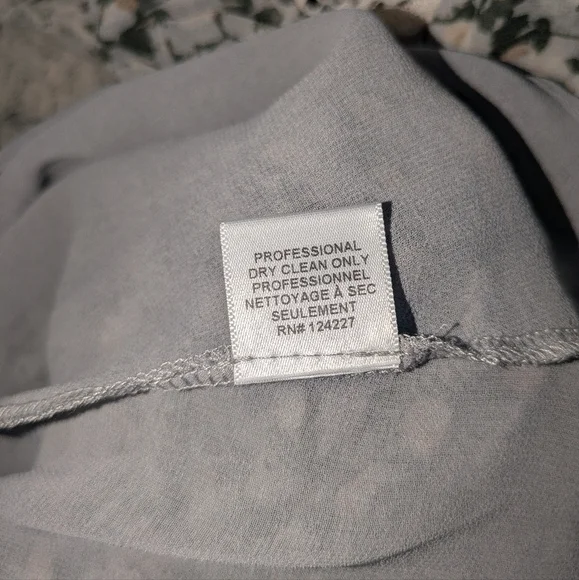 PROFESSIONAL
DRY CLEAN ONLY
PROFESSIONNEL
NETTOYAGE À SEC
SEULEMENT
RN# 124227